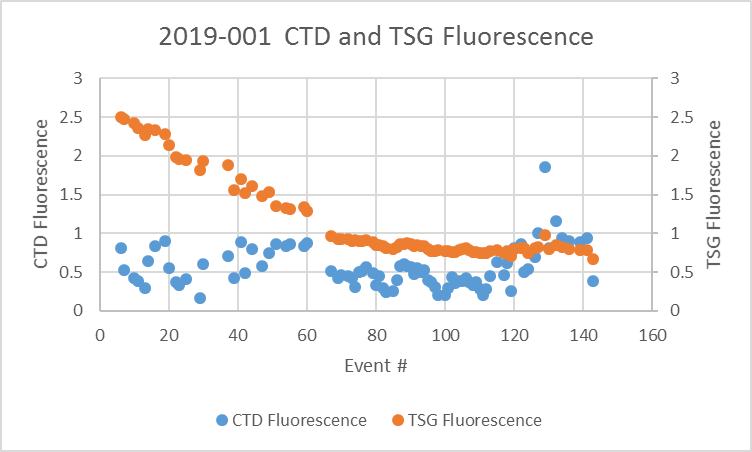 2019-001 CTD and TSG Fluorescence
3 3
2.5 2.5
2 2
1.5 1.5
1 1
0.5 0.5
0 0
CTD Fluorescence
TSG Fluorescence
0 20 40 60 80 100 120 140 160
Event #
CTD Fluorescence TSG Fluorescence